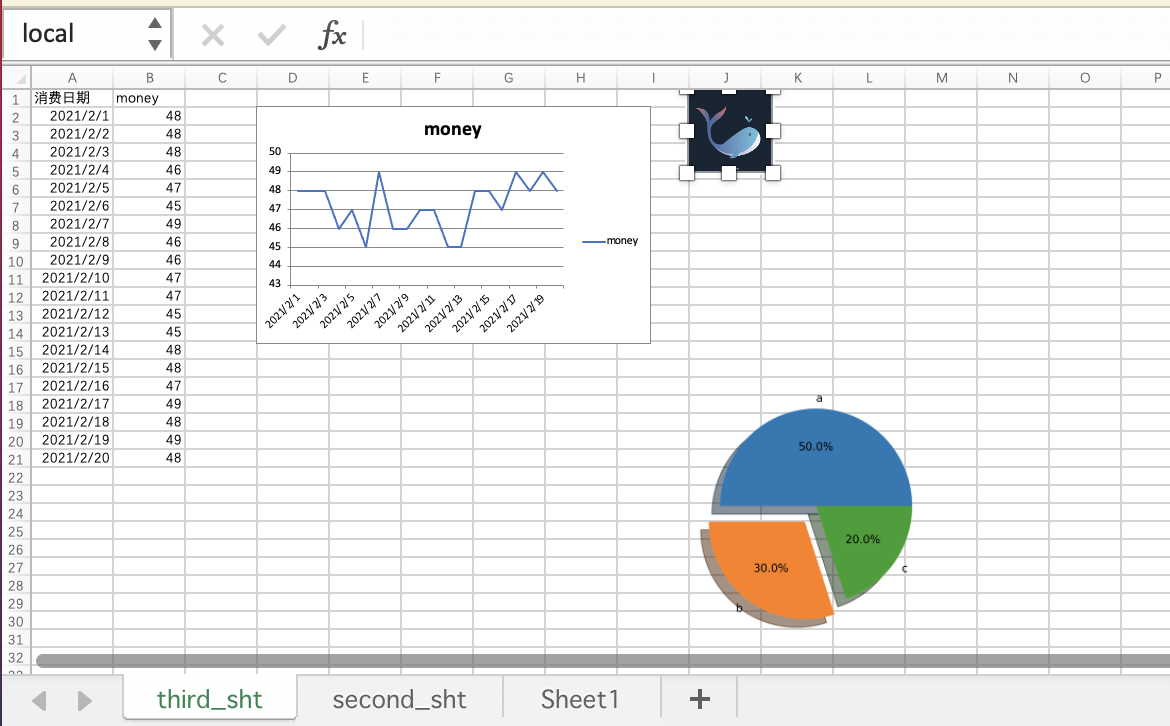 local
fx
A B C D E F G H I J K L M N O P
1 消费日期 money
2 2021/2/1 48
3 2021/2/2 48
4 2021/2/3 48
5 2021/2/4 46
6 2021/2/5 47
7 2021/2/6 45
8 2021/2/7 49
9 2021/2/8 46
10 2021/2/9 46
11 2021/2/10 47
12 2021/2/11 47
13 2021/2/12 45
14 2021/2/13 45
15 2021/2/14 48
16 2021/2/15 48
17 2021/2/16 47
18 2021/2/17 49
19 2021/2/18 48
20 2021/2/19 49
21 2021/2/20 48
22
23
24
25
26
27
28
29
30
31
32
money
50
49
48
47
46
45
44
43
2021/2/1 2021/2/3 2021/2/5 2021/2/7 2021/2/9 2021/2/11 2021/2/13 2021/2/15 2021/2/17 2021/2/19
money
a
50.0%
20.0%
30.0%
c
b
third_sht second_sht Sheet1 +